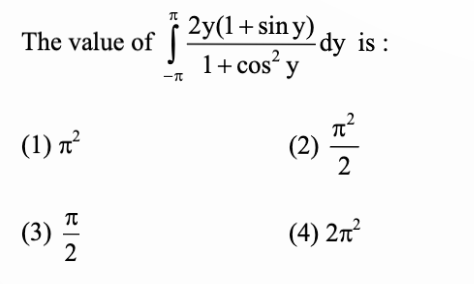 The value of ∫_{-π}^{π} 2y(1 + sin y) / 1 + cos² y dy is :
(1) π² (2) π²/2
(3) π/2 (4) 2π²